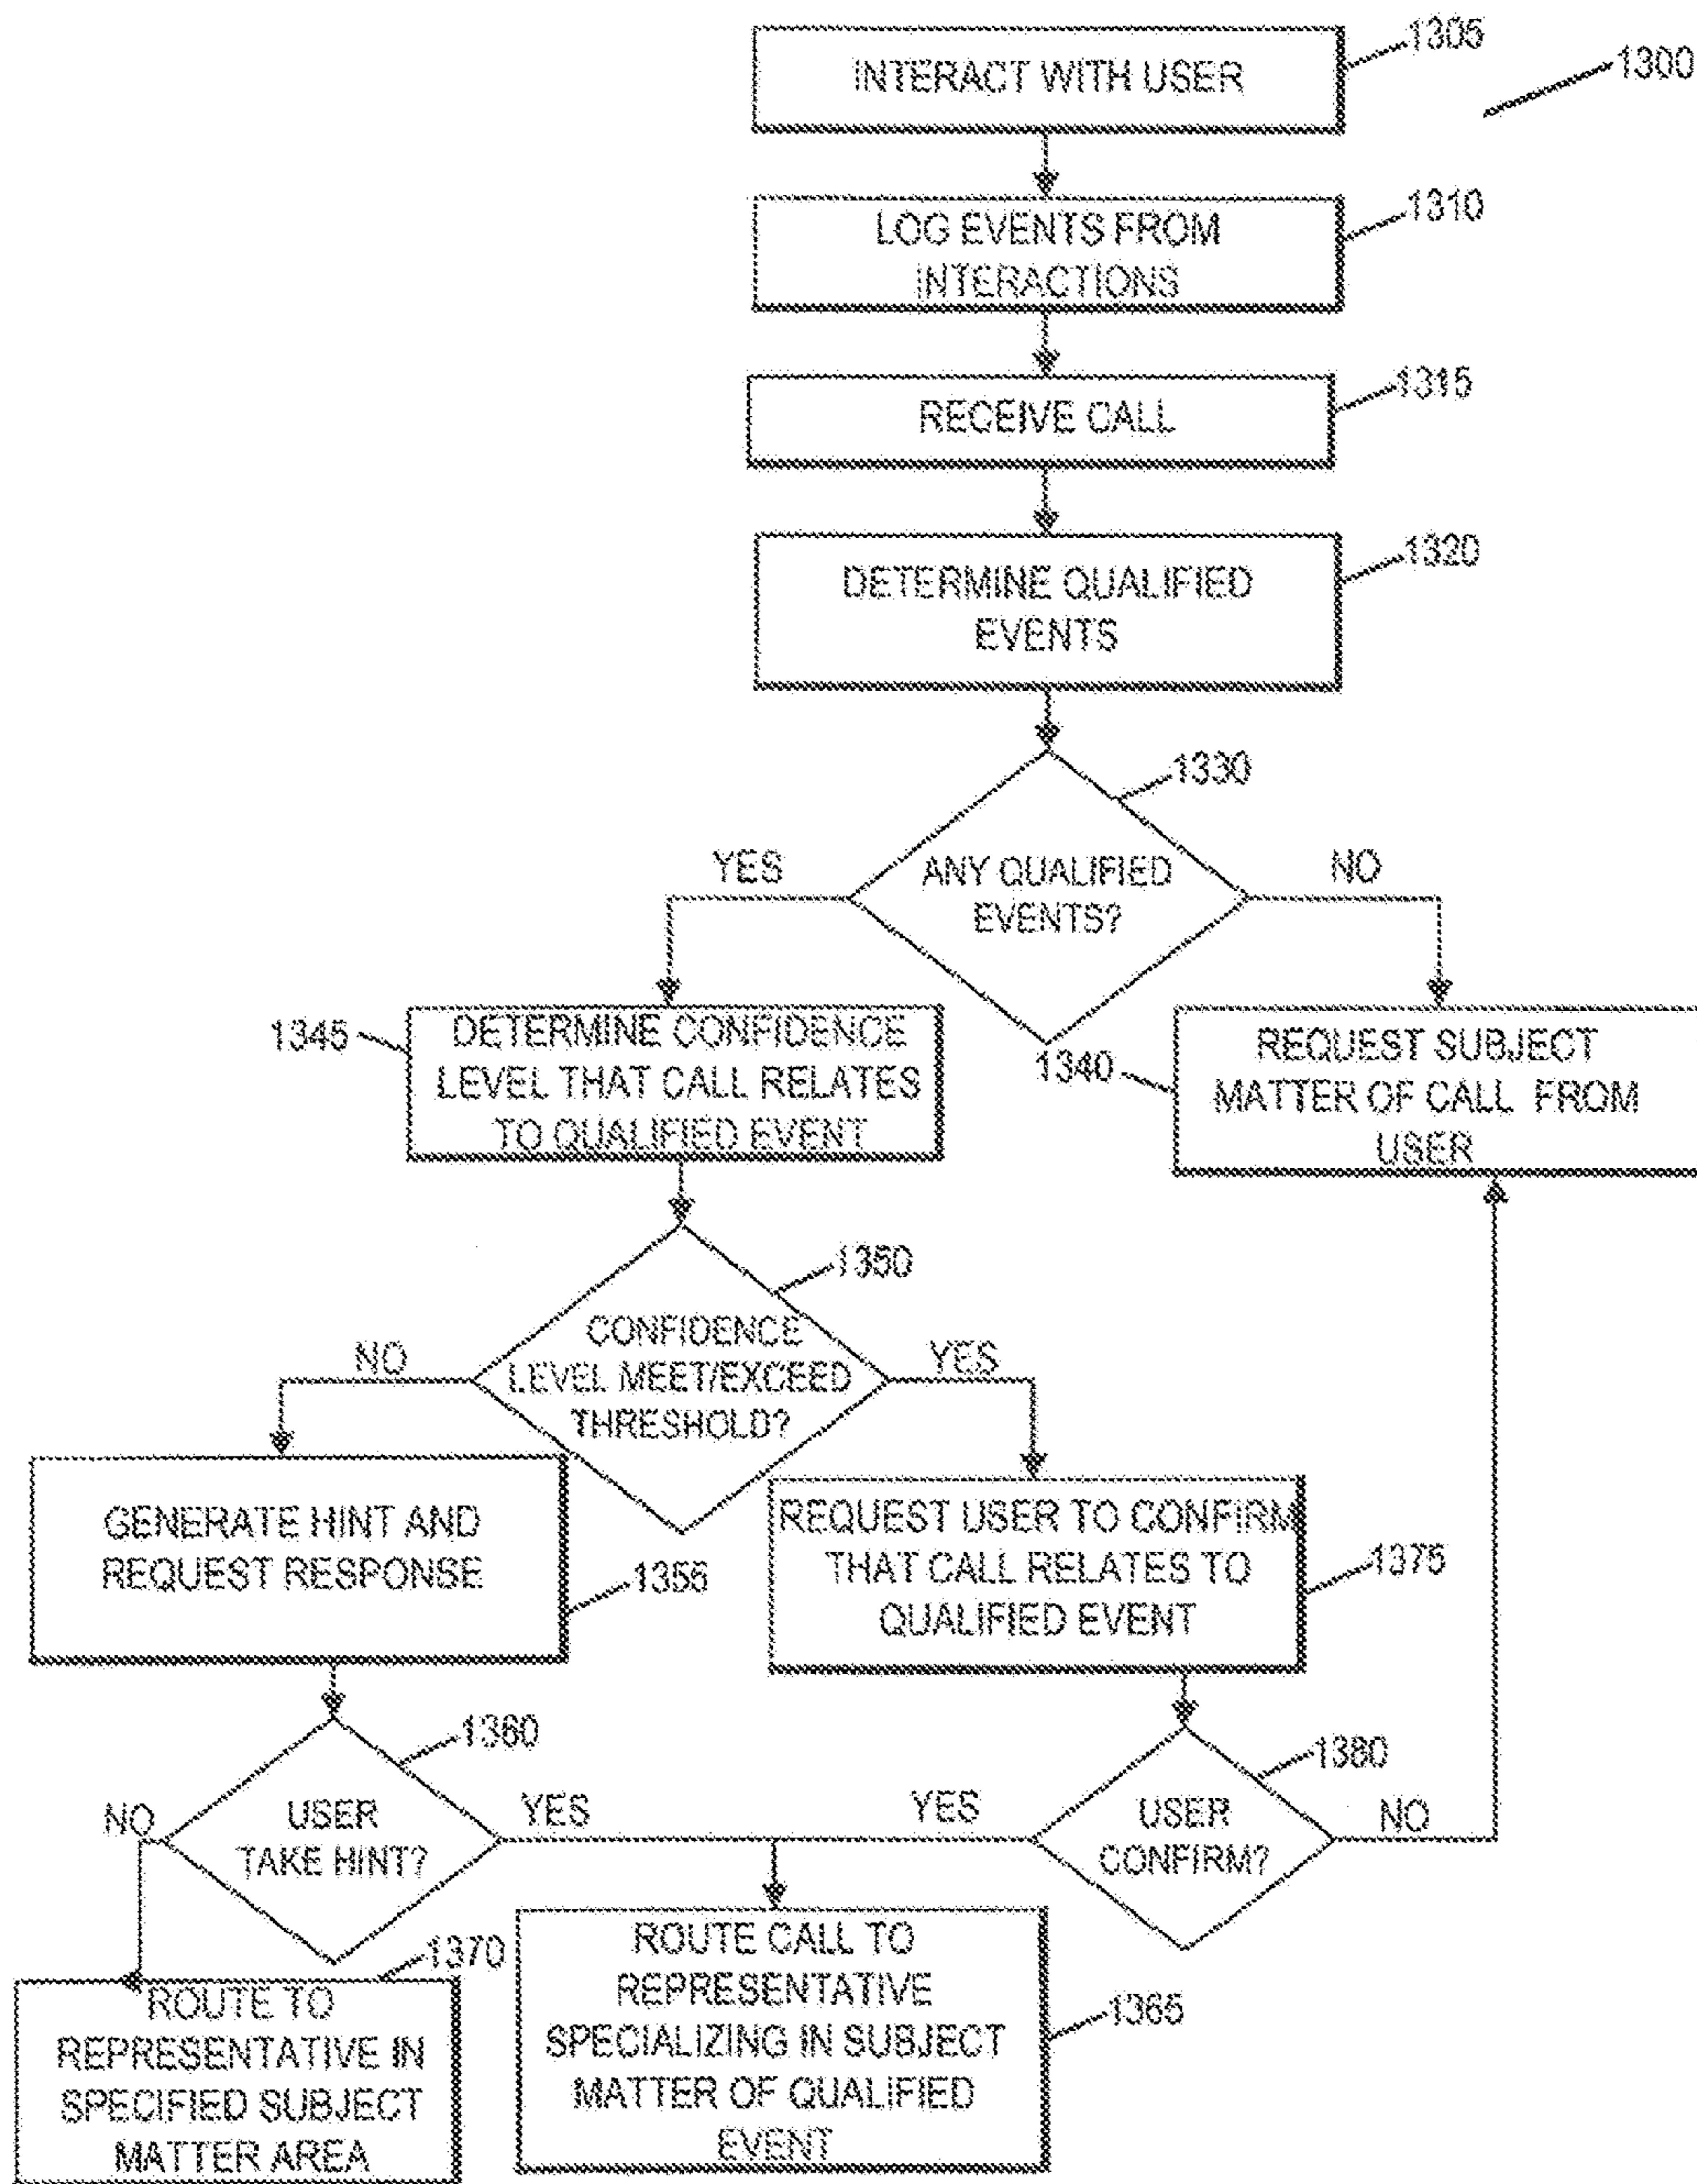 1305
INTERACT WITH USER
1300
1310
LOG EVENTS FROM
INTERACTIONS
1315
RECEIVE CALL
1320
DETERMINE QUALIFIED
EVENTS
1330
YES
ANY QUALIFIED
EVENTS?
NO
1345
DETERMINE CONFIDENCE
LEVEL THAT CALL RELATES
TO QUALIFIED EVENT
1340
REQUEST SUBJECT
MATTER OF CALL FROM
USER
1350
NO
CONFIDENCE
LEVEL MEET/EXCEED
THRESHOLD?
YES
GENERATE HINT AND
REQUEST RESPONSE
1355
REQUEST USER TO CONFIRM
THAT CALL RELATES TO
QUALIFIED EVENT
1375
1360
NO
USER
TAKE HINT?
YES
1380
YES
USER
CONFIRM?
NO
1370
ROUTE TO
REPRESENTATIVE IN
SPECIFIED SUBJECT
MATTER AREA
ROUTE CALL TO
REPRESENTATIVE
SPECIALIZING IN SUBJECT
MATTER OF QUALIFIED
EVENT
1365